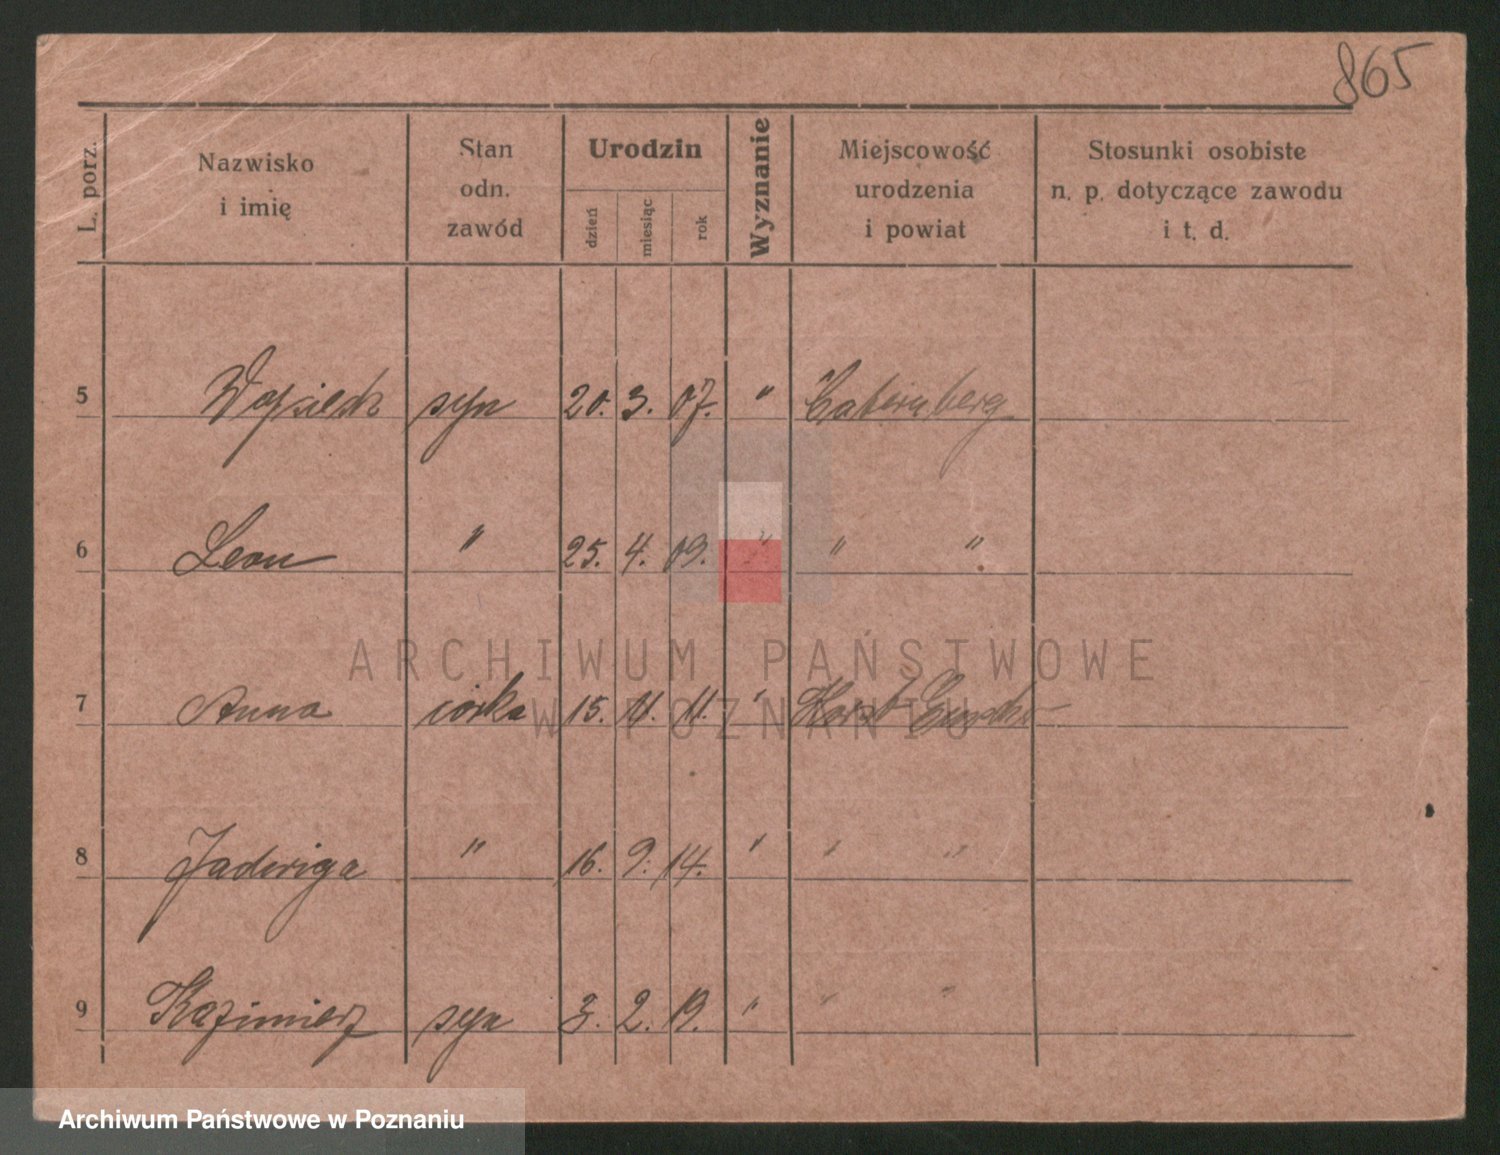 865
L. porz.
Nazwisko
i imię
Stan
odn.
zawód
Urodzin
dzień
miesiąc
rok
Wyznanie
Miejscowość
urodzenia
i powiat
Stosunki osobiste
n. p. dotyczące zawodu
i t. d.
5 syn 20. 3. 07. "
6 Leon " 25. 4. 09. " " "
ARCHIWUM PAŃSTWOWE
W POZNANIU
7 Anna córka 15. 11. 11. " Horst
8 Jadwiga " 16. 9. 14. " " "
9 Kazimierz syn 3. 2. 19. " " "
Archiwum Państwowe w Poznaniu